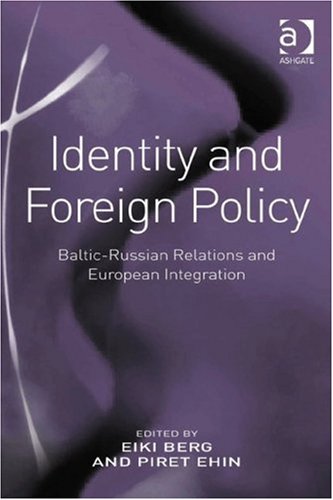 a
ASHGATE
Identity and
Foreign Policy
Baltic-Russian Relations and
European Integration
EDITED BY
EIKI BERG
AND PIRET EHIN